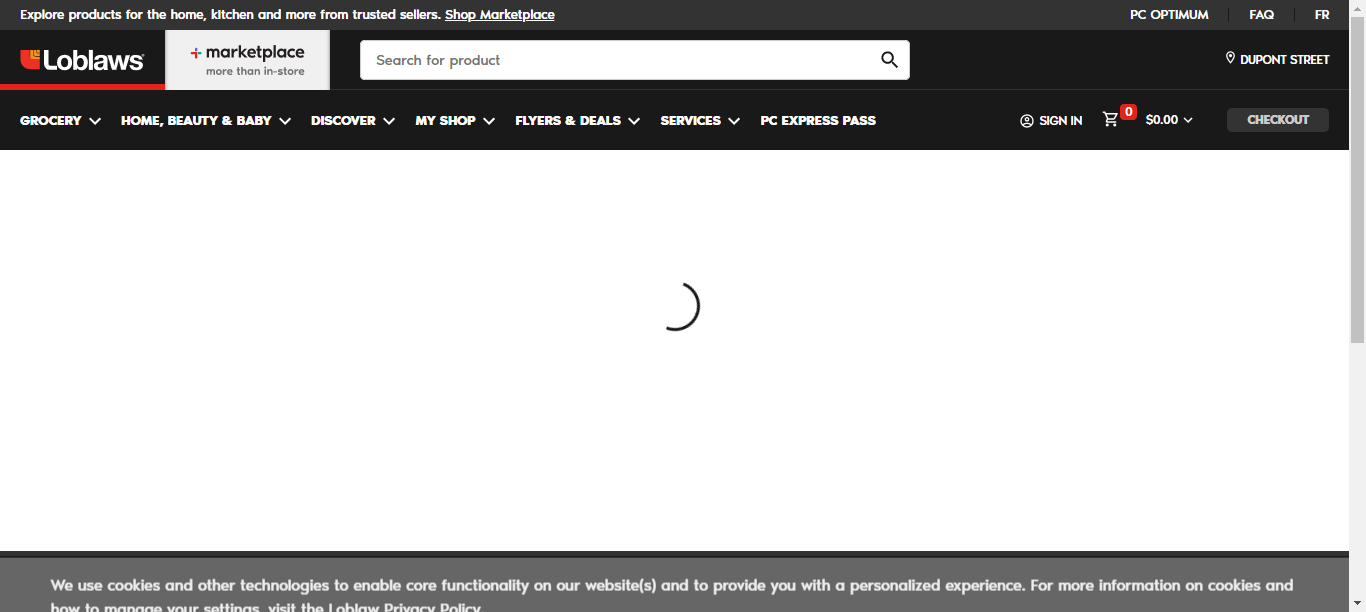 Explore products for the home, kitchen and more from trusted sellers. Shop Marketplace
PC OPTIMUM
FAQ
FR
Loblaws
marketplace
more than in-store
Search for product
DUPONT STREET
GROCERY
HOME, BEAUTY & BABY
DISCOVER
MY SHOP
FLYERS & DEALS
SERVICES
PC EXPRESS PASS
SIGN IN
0
$0.00
CHECKOUT
We use cookies and other technologies to enable core functionality on our website(s) and to provide you with a personalized experience. For more information on cookies and
how to manage your settings, visit the Loblaw Privacy Policy.